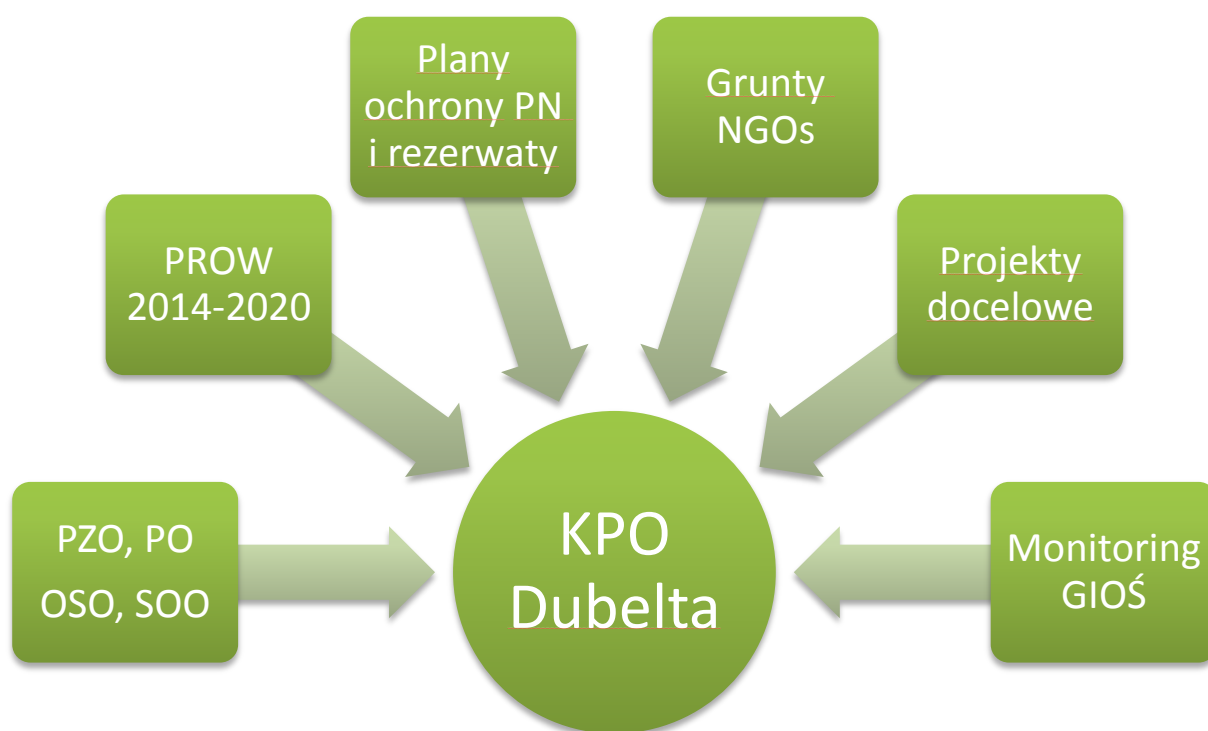 Plany
ochrony PN
i rezerwaty
Grunty
NGOs
PROW
2014-2020
Projekty
docelowe
PZO, PO
OSO, SOO
KPO
Dubelta
Monitoring
GIOŚ